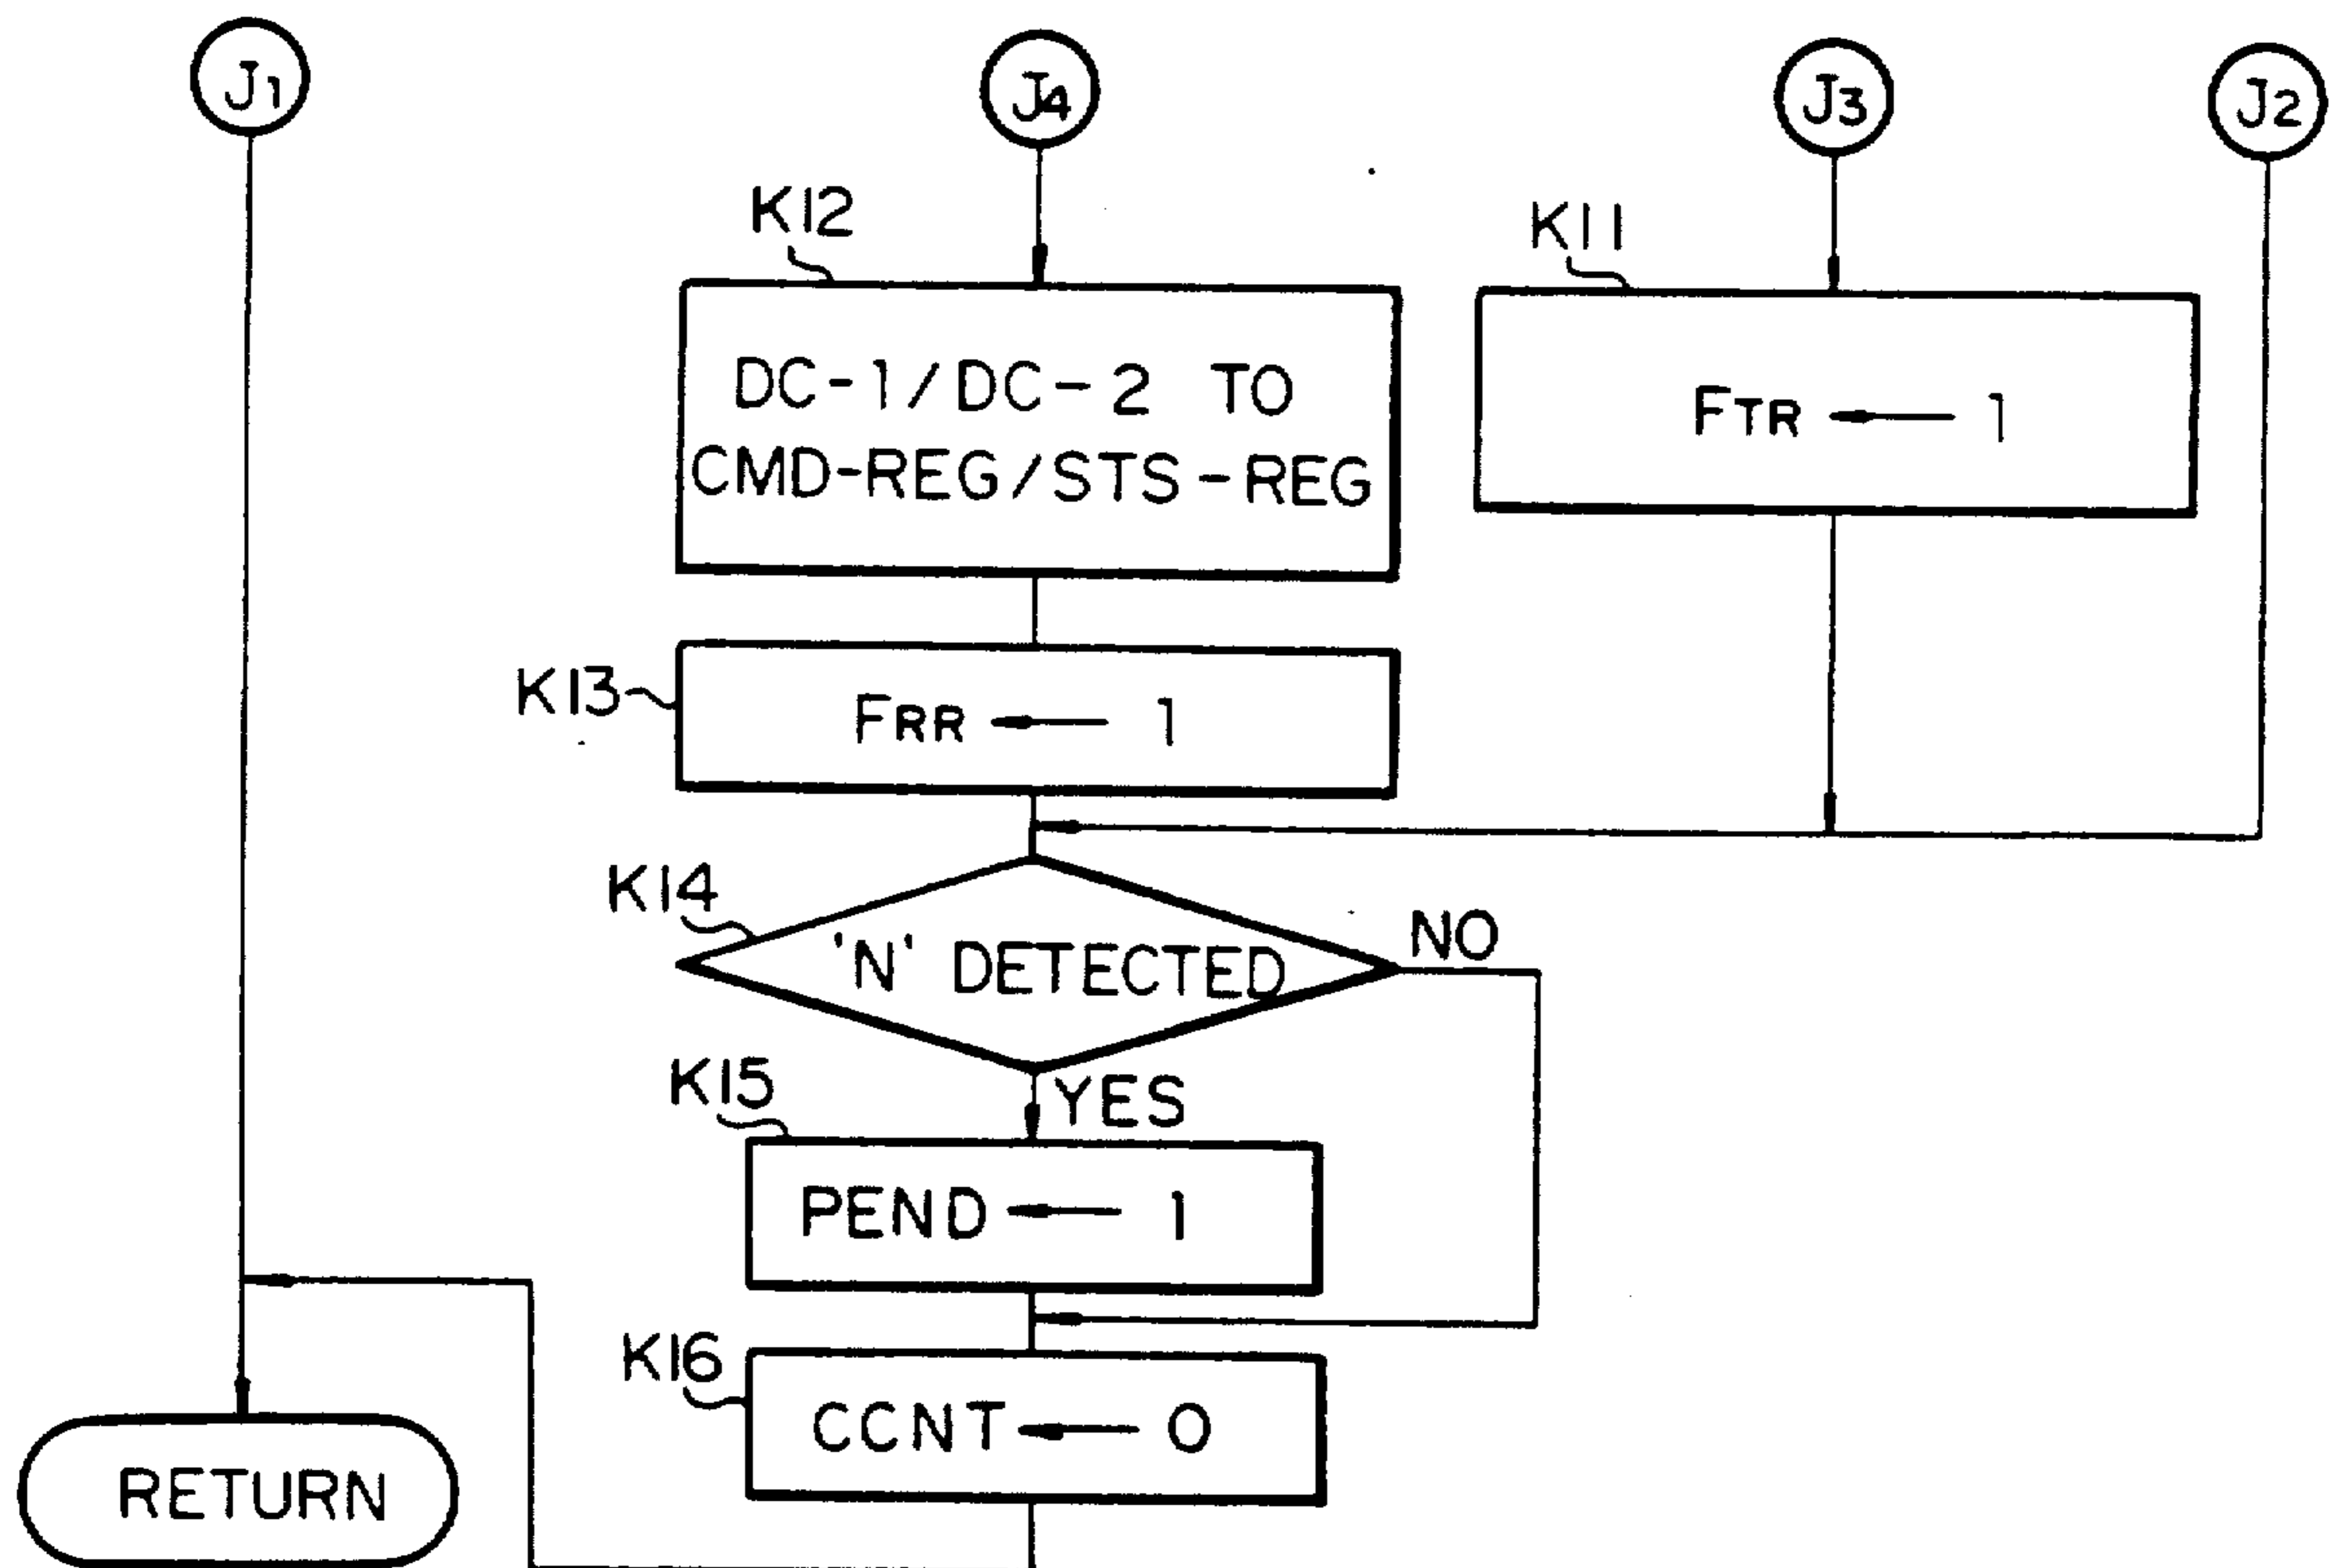 J1
J4
J3
J2
K12
K11
DC-1/DC-2 TO
CMD-REG/STS-REG
FTR ← 1
K13
FRR ← 1
K14
'N' DETECTED
NO
K15
YES
PEND ← 1
K16
CCNT ← 0
RETURN